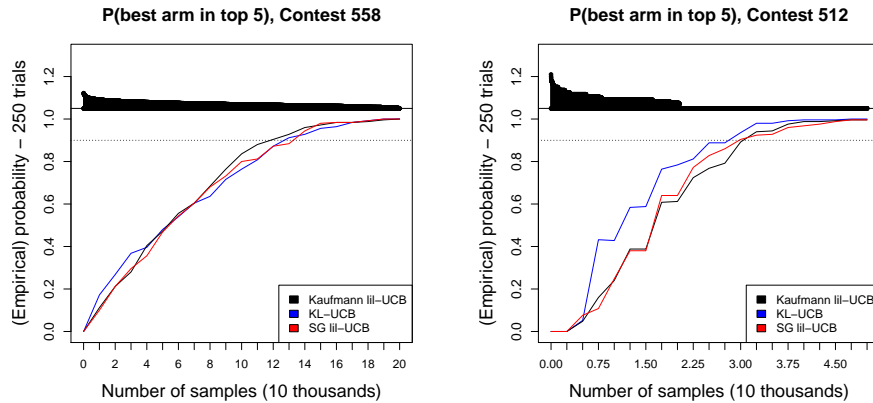 P(best arm in top 5), Contest 558
(Empirical) probability − 250 trials
1.2
1.0
0.8
0.6
0.4
0.2
0.0
Kaufmann lil−UCB
KL−UCB
SG lil−UCB
0 2 4 6 8 10 12 14 16 18 20
Number of samples (10 thousands)
P(best arm in top 5), Contest 512
(Empirical) probability − 250 trials
1.2
1.0
0.8
0.6
0.4
0.2
0.0
Kaufmann lil−UCB
KL−UCB
SG lil−UCB
0.00 0.75 1.50 2.25 3.00 3.75 4.50
Number of samples (10 thousands)